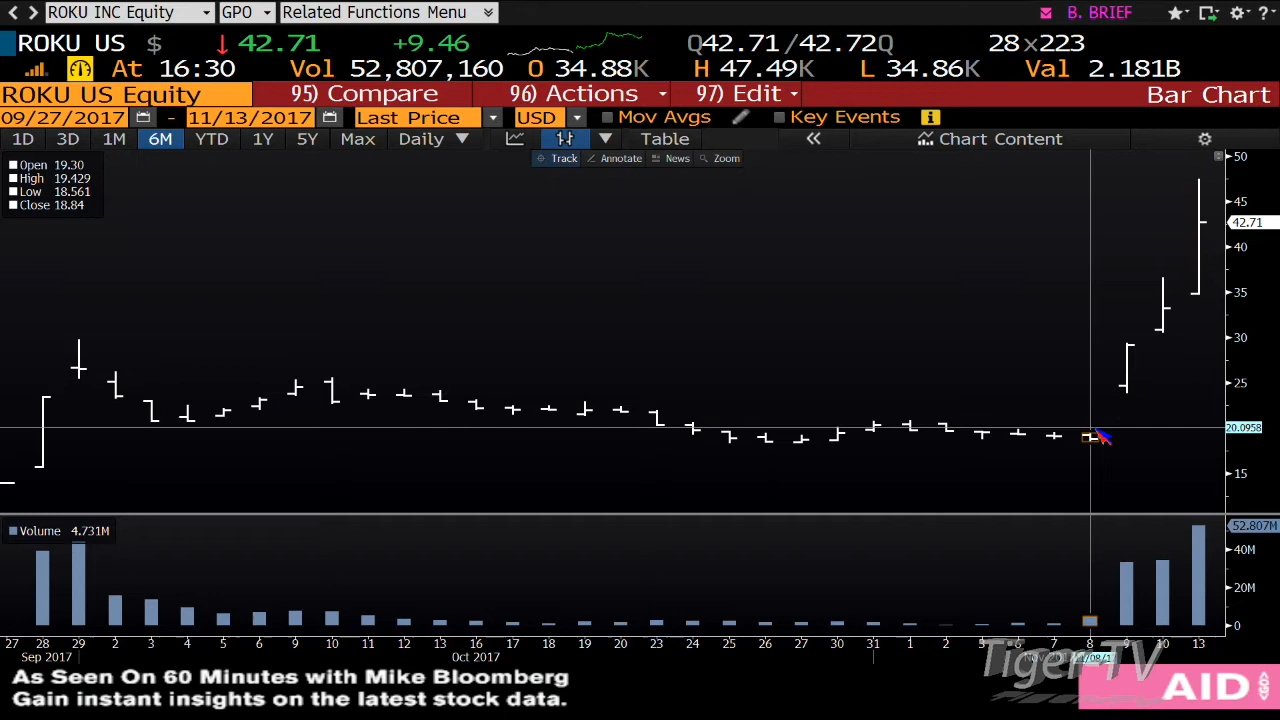 ROKU INC Equity GPO Related Functions Menu B. BRIEF ?
ROKU US $ ↓ 42.71 +9.46 Q42.71/42.72Q 28x223
At 16:30 Vol 52,807,160 O 34.88K H 47.49K L 34.86K Val 2.181B
ROKU US Equity 95) Compare 96) Actions 97) Edit Bar Chart
09/27/2017 - 11/13/2017 Last Price USD Mov Avgs Key Events
1D 3D 1M 6M YTD 1Y 5Y Max Daily Table « Chart Content
Track Annotate News Zoom
Open 19.30
High 19.429
Low 18.561
Close 18.84
50
45
42.71
40
35
30
25
20.0958
15
Volume 4.731M
52.807M
40M
20M
0
27 28 29 2 3 4 5 6 9 10 11 12 13 16 17 18 19 20 23 24 25 26 27 30 31 1 2 3 6 7 8 9 10 13
Sep 2017 Oct 2017
Tiger-TV
As Seen On 60 Minutes with Mike Bloomberg
Gain instant insights on the latest stock data.
AID